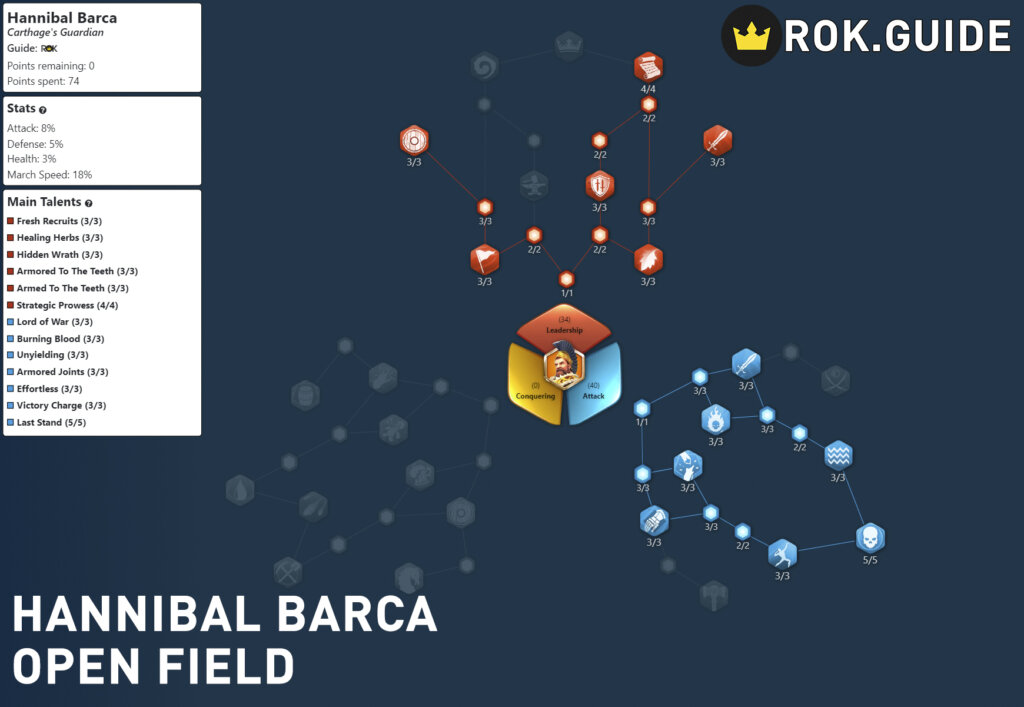 Hannibal Barca
Carthage's Guardian
Guide: ROK
Points remaining: 0
Points spent: 74
Stats ?
Attack: 8%
Defense: 5%
Health: 3%
March Speed: 18%
Main Talents ?
Fresh Recruits (3/3)
Healing Herbs (3/3)
Hidden Wrath (3/3)
Armored To The Teeth (3/3)
Armed To The Teeth (3/3)
Strategic Prowess (4/4)
Lord of War (3/3)
Burning Blood (3/3)
Unyielding (3/3)
Armored Joints (3/3)
Effortless (3/3)
Victory Charge (3/3)
Last Stand (5/5)
ROK.GUIDE
4/4
2/2
2/2
3/3
3/3
3/3
3/3
3/3
2/2
2/2
3/3
3/3
1/1
(34)
Leadership
(0)
Conquering
(40)
Attack
3/3
3/3
1/1
3/3
3/3
2/2
3/3
3/3
3/3
3/3
3/3
2/2
3/3
5/5
HANNIBAL BARCA
OPEN FIELD